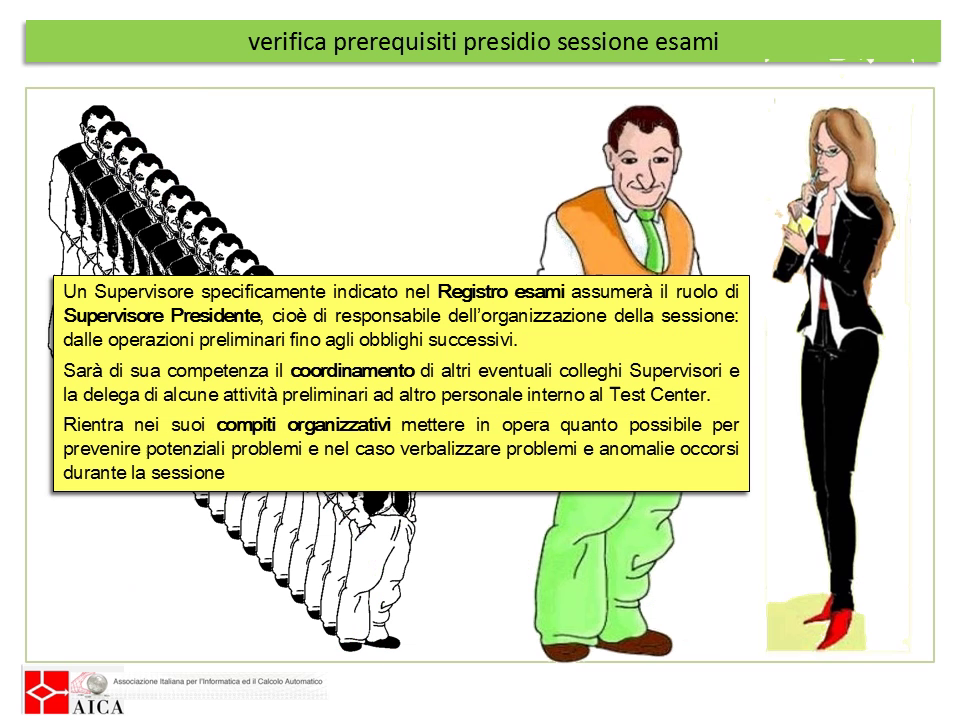 verifica prerequisiti presidio sessione esami
Un Supervisore specificamente indicato nel Registro esami assumerà il ruolo di
Supervisore Presidente, cioè di responsabile dell’organizzazione della sessione:
dalle operazioni preliminari fino agli obblighi successivi.
Sarà di sua competenza il coordinamento di altri eventuali colleghi Supervisori e
la delega di alcune attività preliminari ad altro personale interno al Test Center.
Rientra nei suoi compiti organizzativi mettere in opera quanto possibile per
prevenire potenziali problemi e nel caso verbalizzare problemi e anomalie occorsi
durante la sessione
Associazione Italiana per l'Informatica ed il Calcolo Automatico
AICA